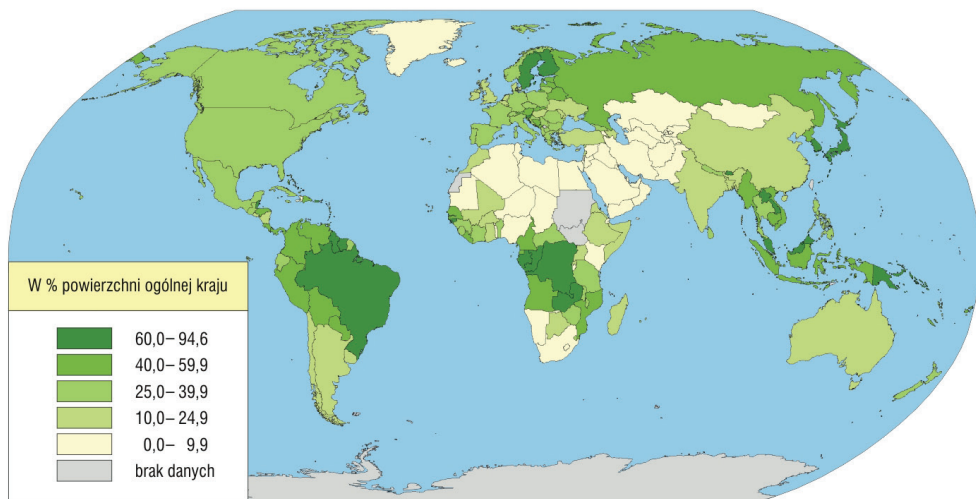 W % powierzchni ogólnej kraju
60,0– 94,6
40,0– 59,9
25,0– 39,9
10,0– 24,9
0,0– 9,9
brak danych